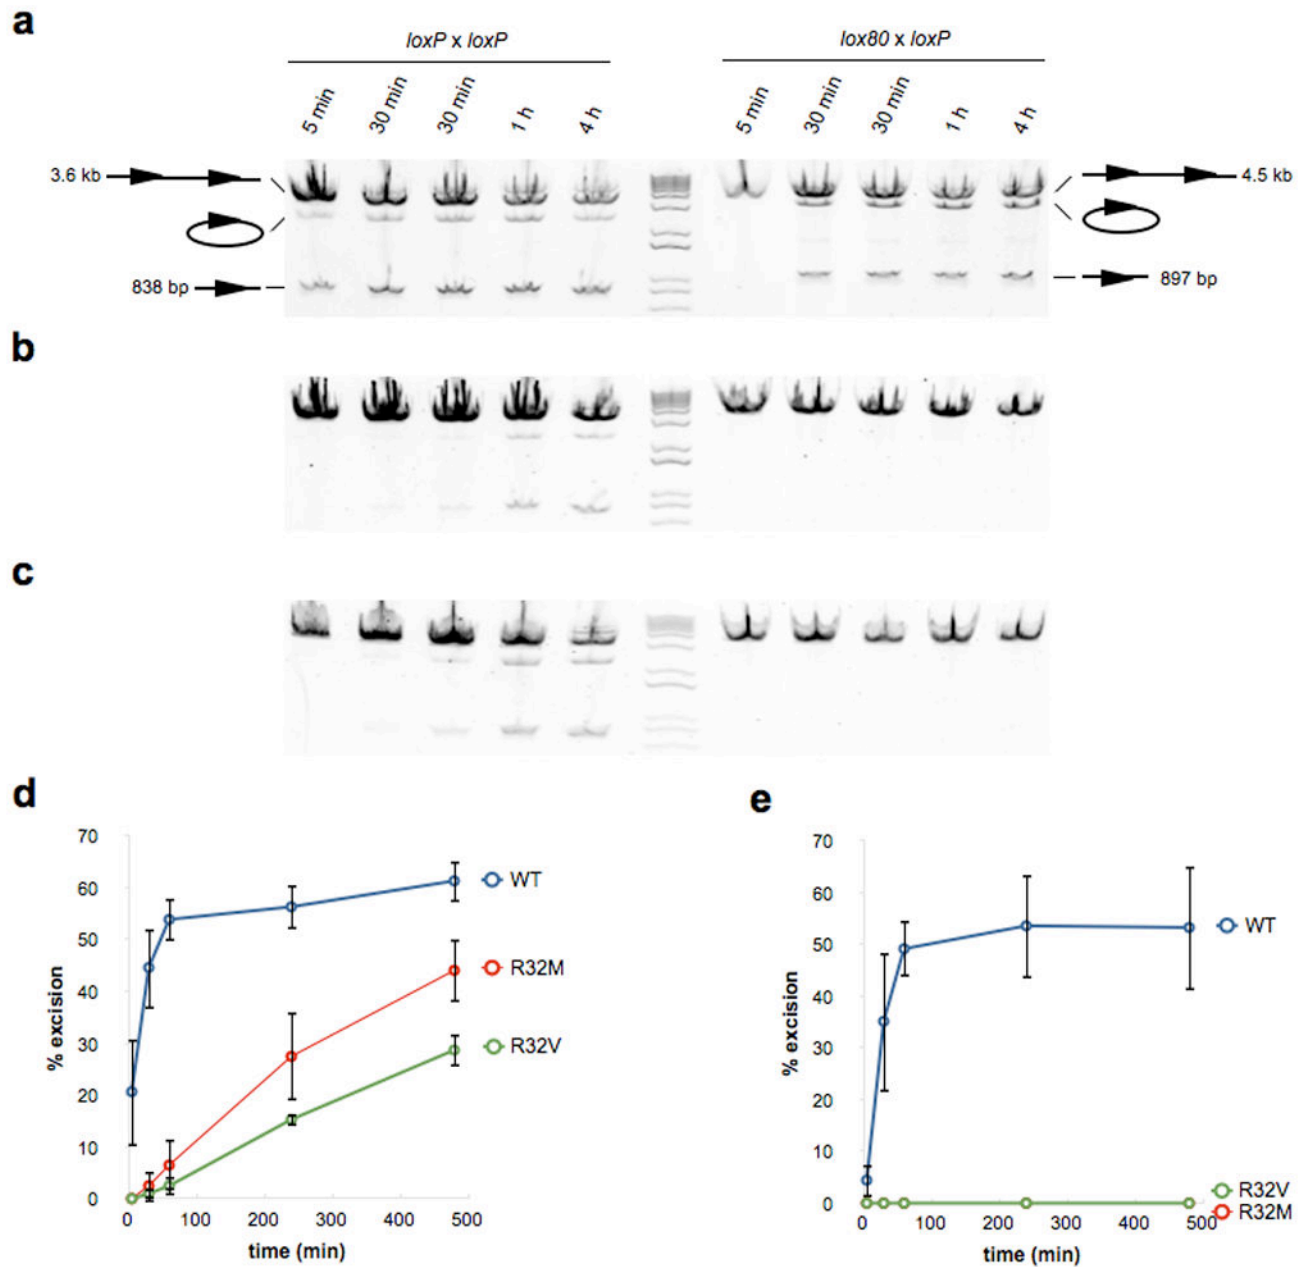 a
loxP x loxP
lox80 x loxP
5 min 30 min 30 min 1 h 4 h
5 min 30 min 30 min 1 h 4 h
3.6 kb
4.5 kb
838 bp
897 bp
b
c
d
70
60
50
40
30
20
10
0
% excision
0 100 200 300 400 500
time (min)
WT
R32M
R32V
e
70
60
50
40
30
20
10
0
% excision
0 100 200 300 400 500
time (min)
WT
R32V
R32M